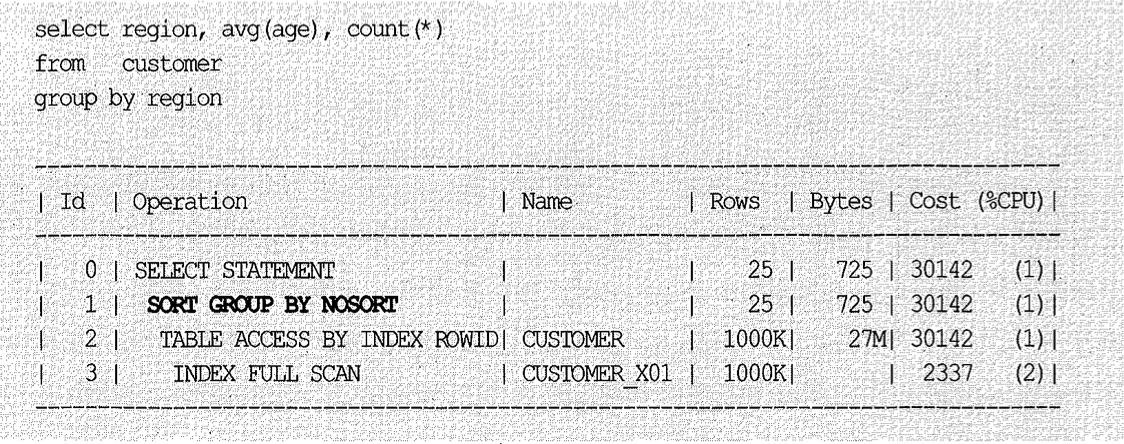 select region, avg(age), count(*)
from   customer
group by region
--------------------------------------------------------------------------------
| Id  | Operation                    | Name         | Rows  | Bytes | Cost (%CPU)|
--------------------------------------------------------------------------------
|   0 | SELECT STATEMENT             |              |    25 |   725 | 30142   (1)|
|   1 |  SORT GROUP BY NOSORT        |              |    25 |   725 | 30142   (1)|
|   2 |   TABLE ACCESS BY INDEX ROWID| CUSTOMER     |  1000K|    27M| 30142   (1)|
|   3 |    INDEX FULL SCAN           | CUSTOMER_X01 |  1000K|       |  2337   (2)|
--------------------------------------------------------------------------------